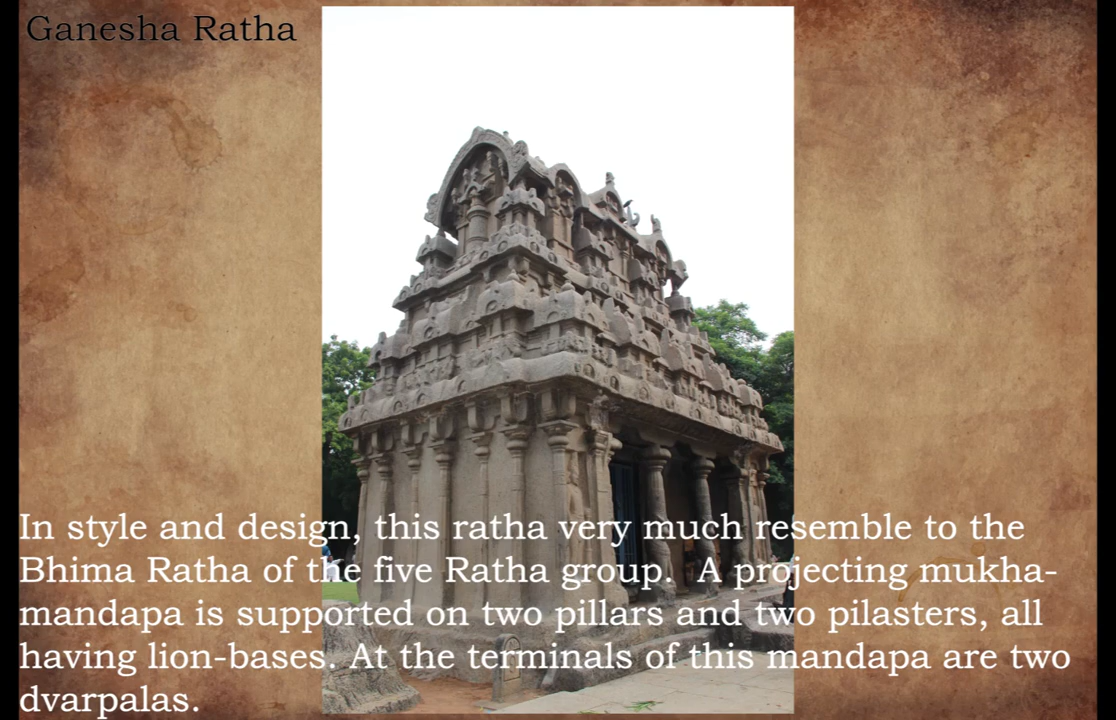 Ganesha Ratha
In style and design, this ratha very much resemble to the
Bhima Ratha of the five Ratha group.  A projecting mukha-
mandapa is supported on two pillars and two pilasters, all
having lion-bases. At the terminals of this mandapa are two
dvarpalas.